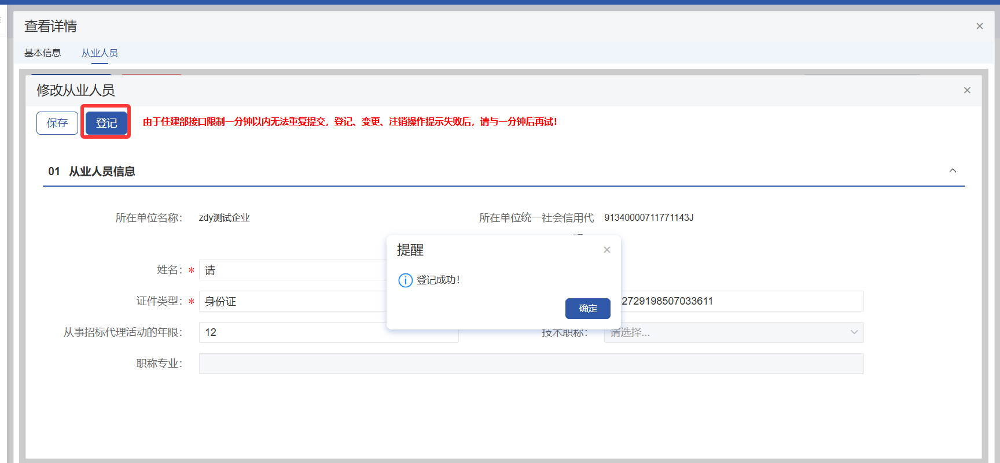 查看详情
基本信息 从业人员
修改从业人员
保存 登记 由于住建部接口限制一分钟以内无法重复提交，登记、变更、注销操作提示失败后，请与一分钟后再试！
01 从业人员信息
所在单位名称： zdy测试企业 所在单位统一社会信用代 91340000711771143J
提醒
登记成功！
确定
姓名：* 请
证件类型：* 身份证 2729198507033611
从事招标代理活动的年限： 12 技术职称： 请选择...
职称专业：